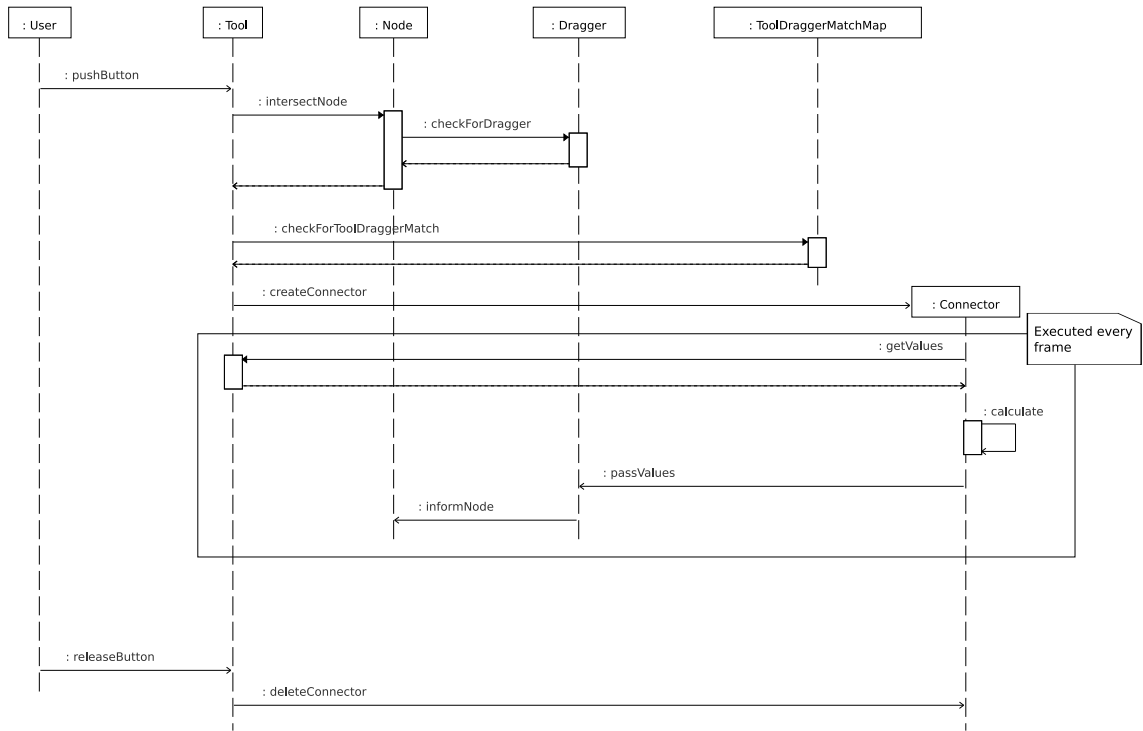 : User
: Tool
: Node
: Dragger
: ToolDraggerMatchMap
: pushButton
: intersectNode
: checkForDragger
: checkForToolDraggerMatch
: createConnector
: Connector
Executed every
frame
: getValues
: calculate
: passValues
: informNode
: releaseButton
: deleteConnector